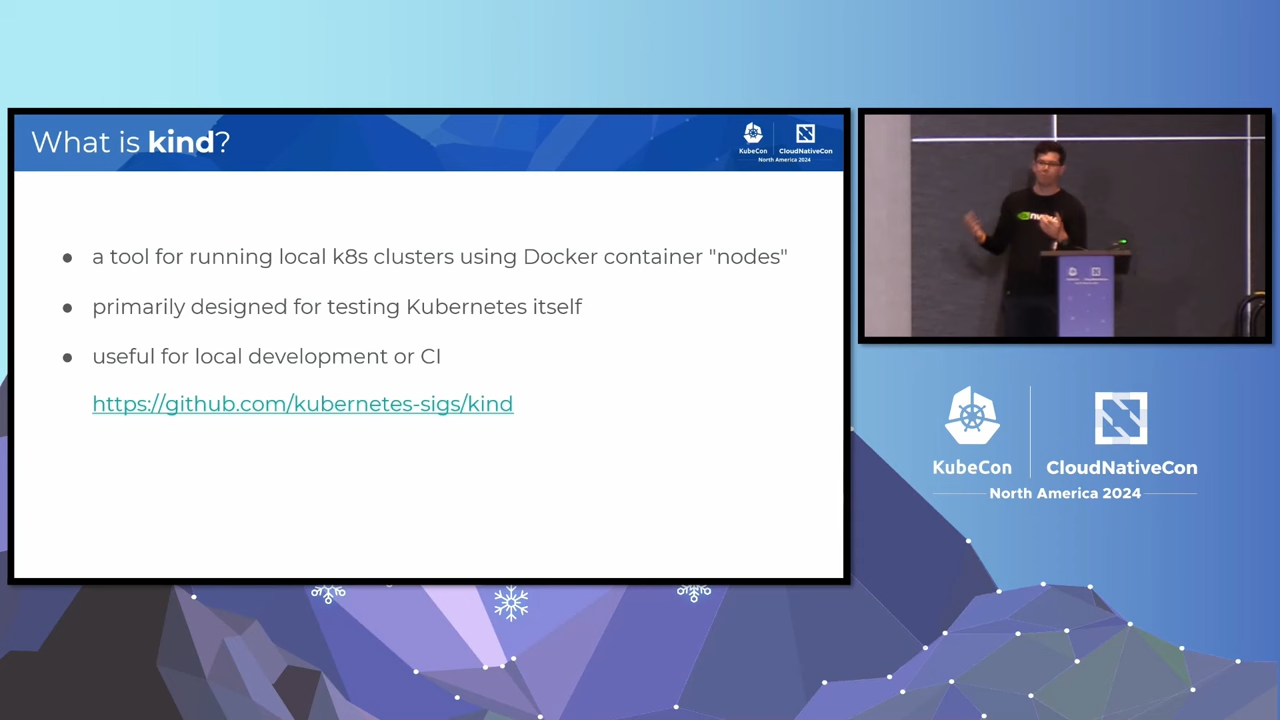 What is kind?
KubeCon
CloudNativeCon
North America 2024
a tool for running local k8s clusters using Docker container "nodes"
primarily designed for testing Kubernetes itself
useful for local development or CI
https://github.com/kubernetes-sigs/kind
KubeCon
CloudNativeCon
North America 2024